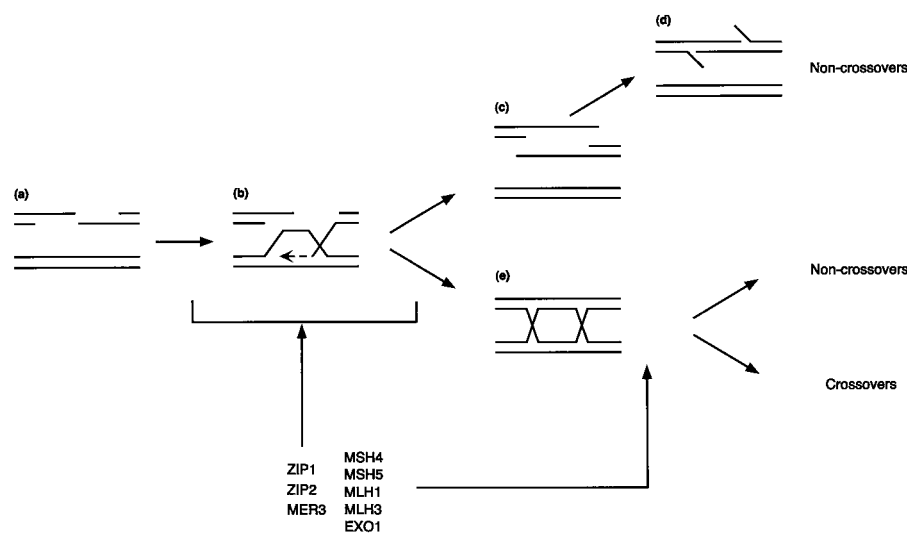 (d)
Non-crossovers
(c)
(a)
(b)
(e)
Non-crossovers
Crossovers
ZIP1
ZIP2
MER3
MSH4
MSH5
MLH1
MLH3
EXO1